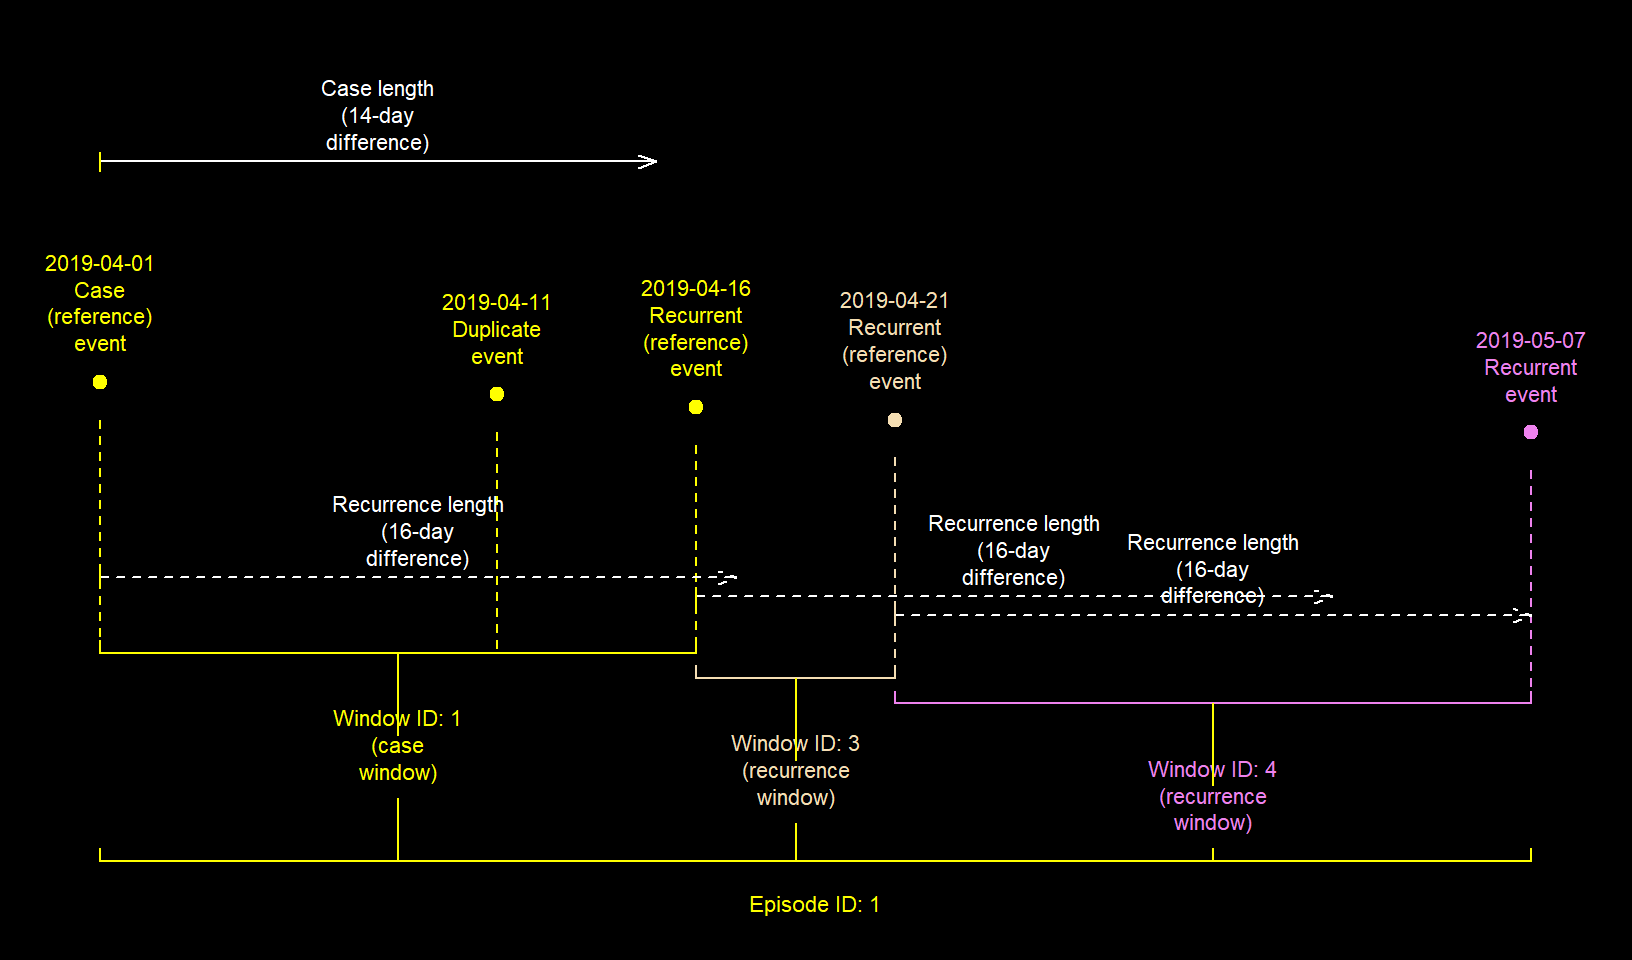 Case length
(14-day
difference)
2019-04-01
Case
(reference)
event
2019-04-11
Duplicate
event
2019-04-16
Recurrent
(reference)
event
2019-04-21
Recurrent
(reference)
event
2019-05-07
Recurrent
event
Recurrence length
(16-day
difference)
Recurrence length
(16-day
difference)
Recurrence length
(16-day
difference)
Window ID: 1
(case
window)
Window ID: 3
(recurrence
window)
Window ID: 4
(recurrence
window)
Episode ID: 1